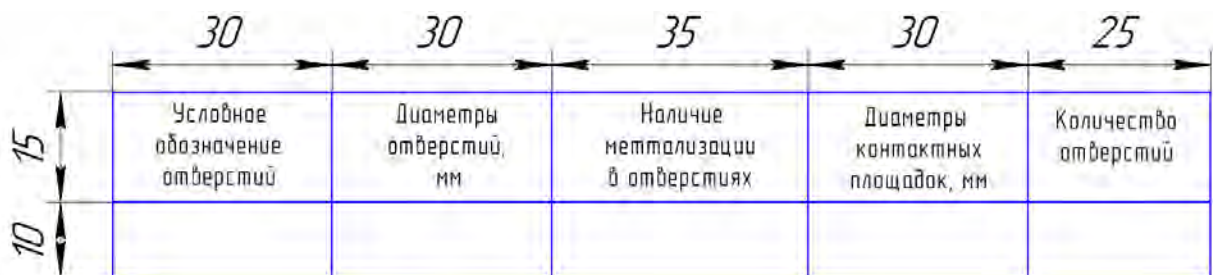 30 30 35 30 25
15
Условное
обозначение
отверстий
Диаметры
отверстий,
мм
Наличие
меттализации
в отверстиях
Диаметры
контактных
площадок, мм
Количество
отверстий
10